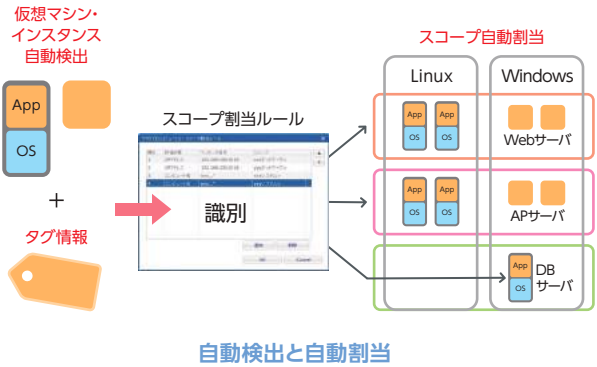 仮想マシン・
インスタンス
自動検出
App
OS
+
タグ情報
スコープ割当ルール
識別
スコープ自動割当
Linux
Windows
App
App
OS
OS
Webサーバ
App
App
OS
OS
APサーバ
App
OS
DB
サーバ
自動検出と自動割当